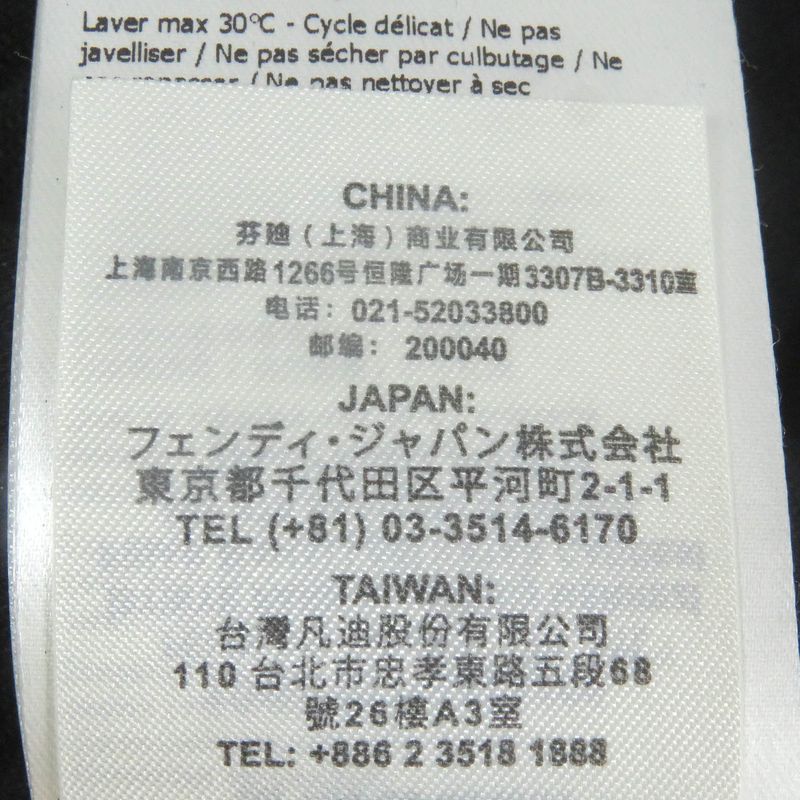 Laver max 30°C - Cycle délicat / Ne pas
javelliser / Ne pas sécher par culbutage / Ne
pas repasser / Ne pas nettoyer à sec
CHINA:
芬迪（上海）商业有限公司
上海南京西路1266号恒隆广场一期3307B-3310室
电话：021-52033800
邮编：200040
JAPAN:
フェンディ・ジャパン株式会社
東京都千代田区平河町2-1-1
TEL (+81) 03-3514-6170
TAIWAN:
台灣凡迪股份有限公司
110 台北市忠孝東路五段68
號26樓A3室
TEL: +886 2 3518 1888